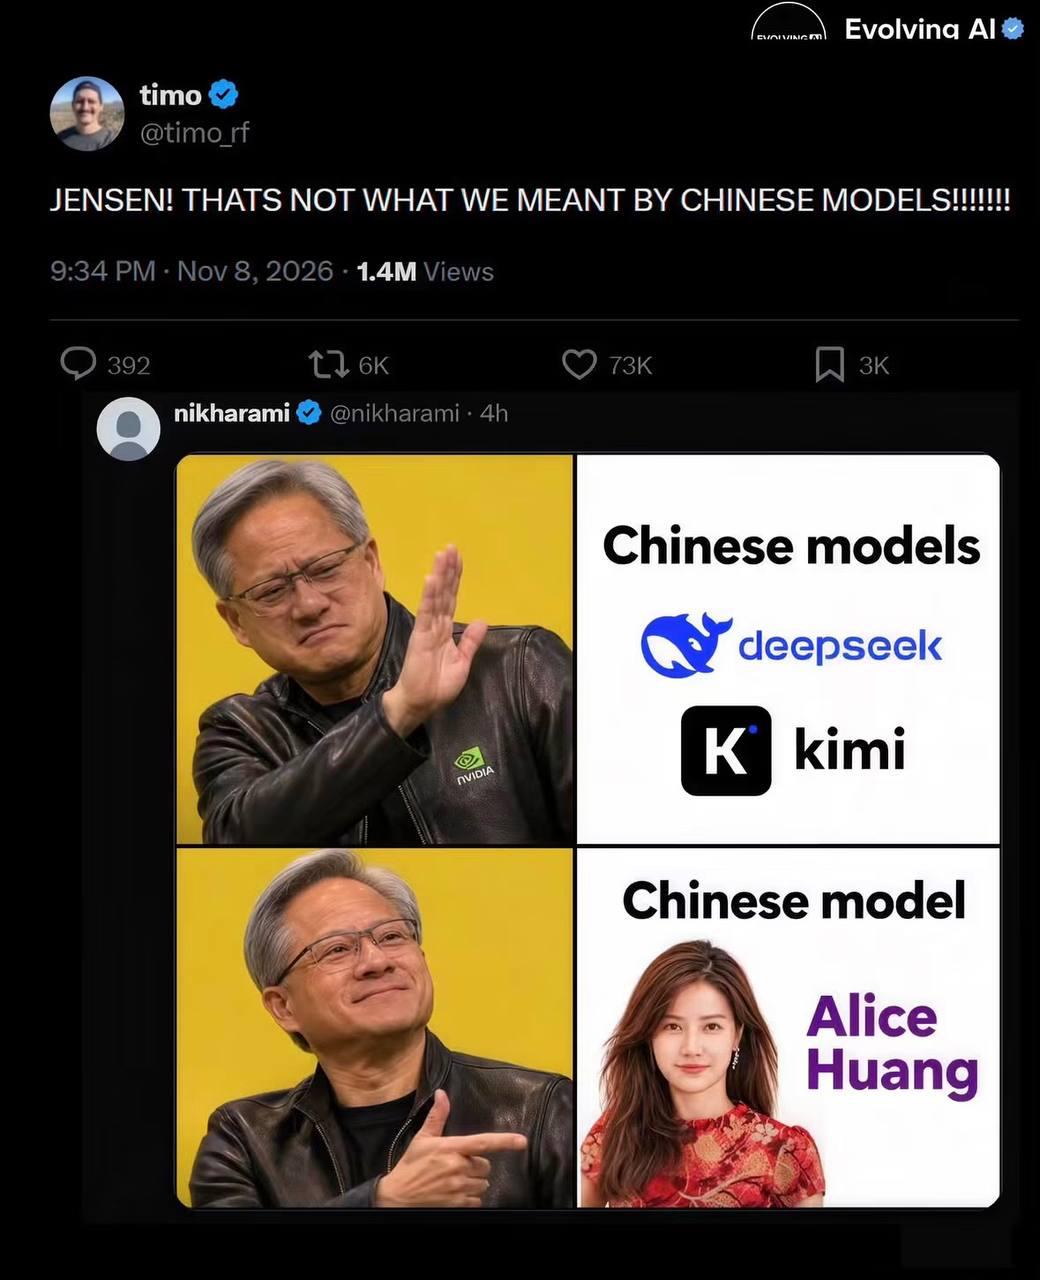 EVOLVING AI
Evolving AI
timo
@timo_rf
JENSEN! THATS NOT WHAT WE MEANT BY CHINESE MODELS!!!!!!!
9:34 PM · Nov 8, 2026 · 1.4M Views
392
6K
73K
3K
nikharami @nikharami · 4h
Chinese models
deepseek
K kimi
NVIDIA
Chinese model
Alice
Huang